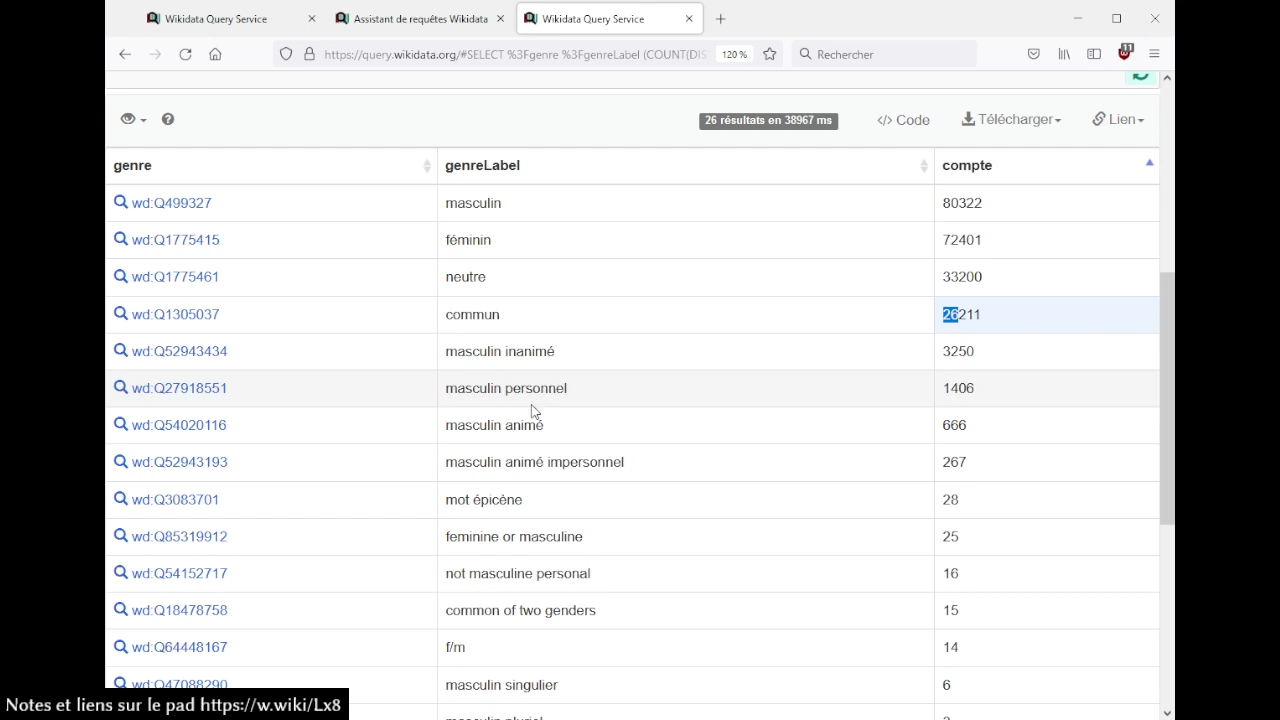 Wikidata Query Service
Assistant de requêtes Wikidata
Wikidata Query Service
https://query.wikidata.org/#SELECT %3Fgenre %3FgenreLabel (COUNT(DIS
120 %
Rechercher
11
26 résultats en 38967 ms
</> Code
Télécharger
Lien
genre genreLabel compte
wd:Q499327 masculin 80322
wd:Q1775415 féminin 72401
wd:Q1775461 neutre 33200
wd:Q1305037 commun 26211
wd:Q52943434 masculin inanimé 3250
wd:Q27918551 masculin personnel 1406
wd:Q54020116 masculin animé 666
wd:Q52943193 masculin animé impersonnel 267
wd:Q3083701 mot épicène 28
wd:Q85319912 feminine or masculine 25
wd:Q54152717 not masculine personal 16
wd:Q18478758 common of two genders 15
wd:Q64448167 f/m 14
wd:Q47088290 masculin singulier 6
Notes et liens sur le pad https://w.wiki/Lx8